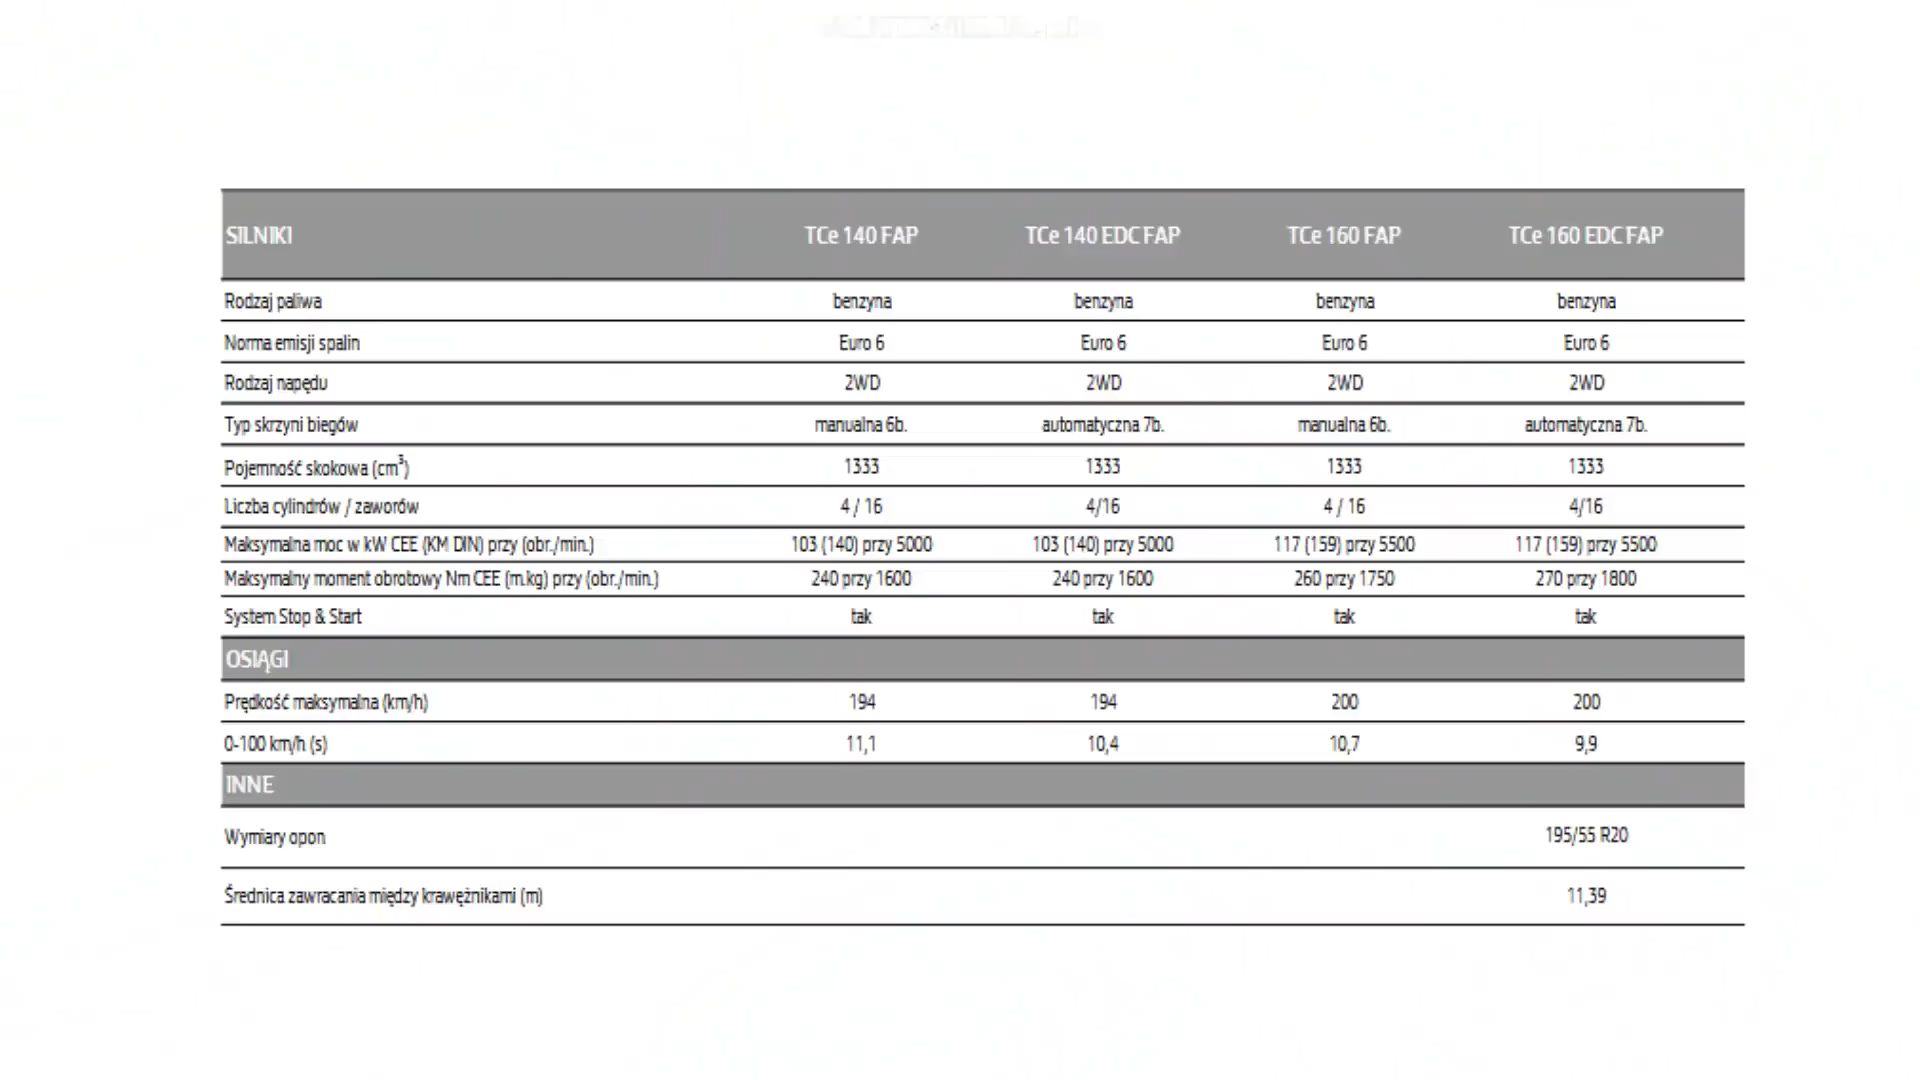 SILNIKI TCe 140 FAP TCe 140 EDC FAP TCe 160 FAP TCe 160 EDC FAP
Rodzaj paliwa benzyna benzyna benzyna benzyna
Norma emisji spalin Euro 6 Euro 6 Euro 6 Euro 6
Rodzaj napędu 2WD 2WD 2WD 2WD
Typ skrzyni biegów manualna 6b. automatyczna 7b. manualna 6b. automatyczna 7b.
Pojemność skokowa (cm³) 1333 1333 1333 1333
Liczba cylindrów / zaworów 4 / 16 4/16 4 / 16 4/16
Maksymalna moc w kW CEE (KM DIN) przy (obr./min.) 103 (140) przy 5000 103 (140) przy 5000 117 (159) przy 5500 117 (159) przy 5500
Maksymalny moment obrotowy Nm CEE (m.kg) przy (obr./min.) 240 przy 1600 240 przy 1600 260 przy 1750 270 przy 1800
System Stop & Start tak tak tak tak
OSIĄGI
Prędkość maksymalna (km/h) 194 194 200 200
0-100 km/h (s) 11,1 10,4 10,7 9,9
INNE
Wymiary opon 195/55 R20
Średnica zawracania między krawężnikami (m) 11,39